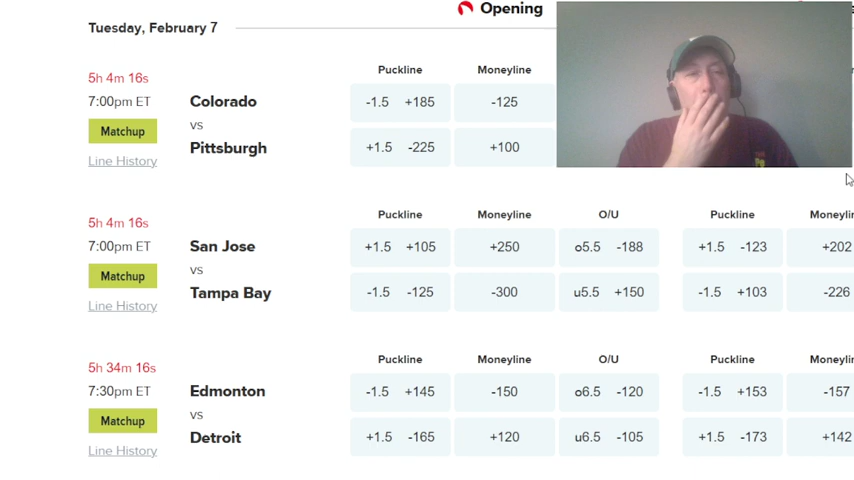 Opening
Tuesday, February 7
Puckline Moneyline
5h 4m 16s
7:00pm ET Colorado -1.5 +185 -125
Matchup vs
Pittsburgh +1.5 -225 +100
Line History
Puckline Moneyline O/U Puckline Moneylin
5h 4m 16s
7:00pm ET San Jose +1.5 +105 +250 o5.5 -188 +1.5 -123 +202
Matchup vs
Tampa Bay -1.5 -125 -300 u5.5 +150 -1.5 +103 -226
Line History
Puckline Moneyline O/U Puckline Moneylin
5h 34m 16s
7:30pm ET Edmonton -1.5 +145 -150 o6.5 -120 -1.5 +153 -157
Matchup vs
Detroit +1.5 -165 +120 u6.5 -105 +1.5 -173 +142
Line History